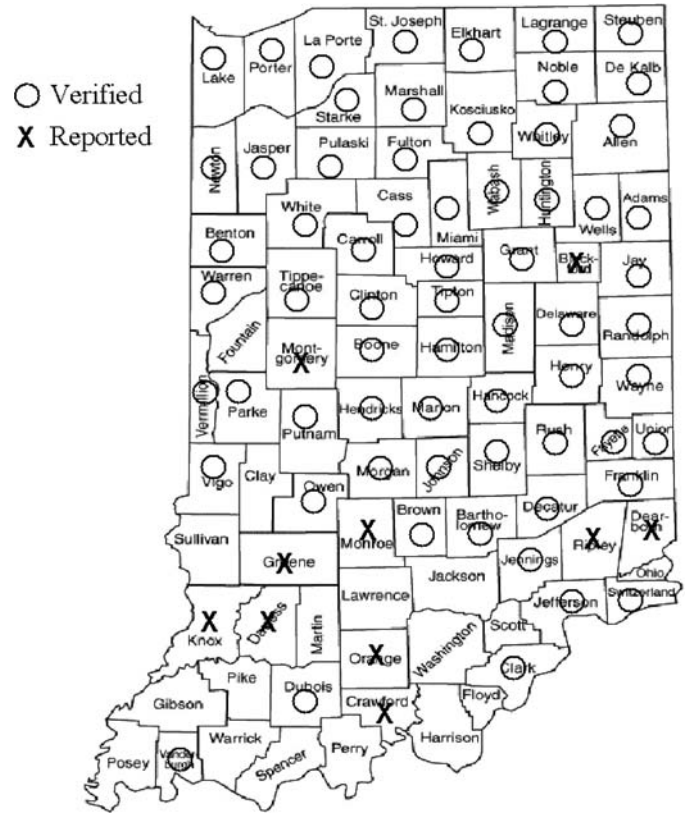 St. Joseph
Elkhart
Lagrange
Steuben
La Porte
Lake
Porter
Noble
De Kalb
Verified
Marshall
Starke
Kosciusko
X Reported
Whitley
Allen
Newton
Jasper
Pulaski
Fulton
Wabash
Huntington
Adams
White
Cass
Wells
Miami
Benton
Carroll
Grant
Howard
Black-
ford
Jay
Warren
Tippe-
canoe
Clinton
Tipton
Delaware
Madison
Randolph
Fountain
Mont-
gomery
Boone
Hamilton
Henry
Wayne
Vermillion
Parke
Hendricks
Marion
Hancock
Putnam
Rush
Fayette
Union
Shelby
Johnson
Morgan
Vigo
Clay
Owen
Franklin
Decatur
Brown
Bartho-
lomew
Dear-
born
Sullivan
Monroe
Ripley
Greene
Jennings
Ohio
Jackson
Switzerland
Lawrence
Jefferson
Knox
Daviess
Martin
Washington
Scott
Orange
Clark
Pike
Dubois
Floyd
Gibson
Crawford
Harrison
Warrick
Perry
Posey
Vander-
burgh
Spencer